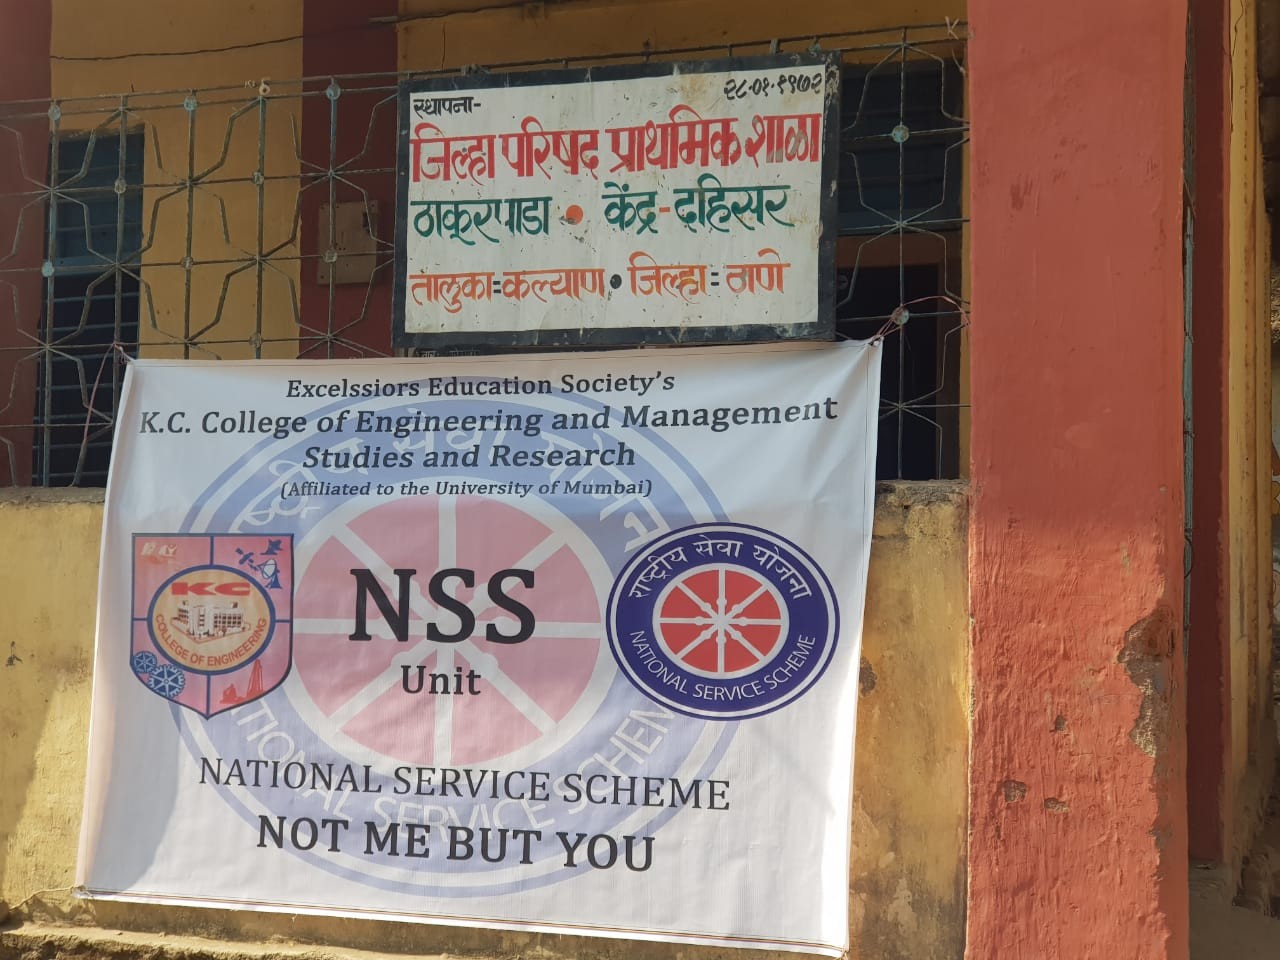 स्थापना- २८·०१·१९७२
जिल्हा परिषद प्राथमिक शाळा
ठाकुरपाडा • केंद्र-दहिसर
तालुका=कल्याण • जिल्हा=ठाणे
Excelssiors Education Society's
K.C. College of Engineering and Management
Studies and Research
(Affiliated to the University of Mumbai)
KC
COLLEGE OF ENGINEERING
NSS
Unit
राष्ट्रीय सेवा योजना
NATIONAL SERVICE SCHEME
NATIONAL SERVICE SCHEME
NOT ME BUT YOU